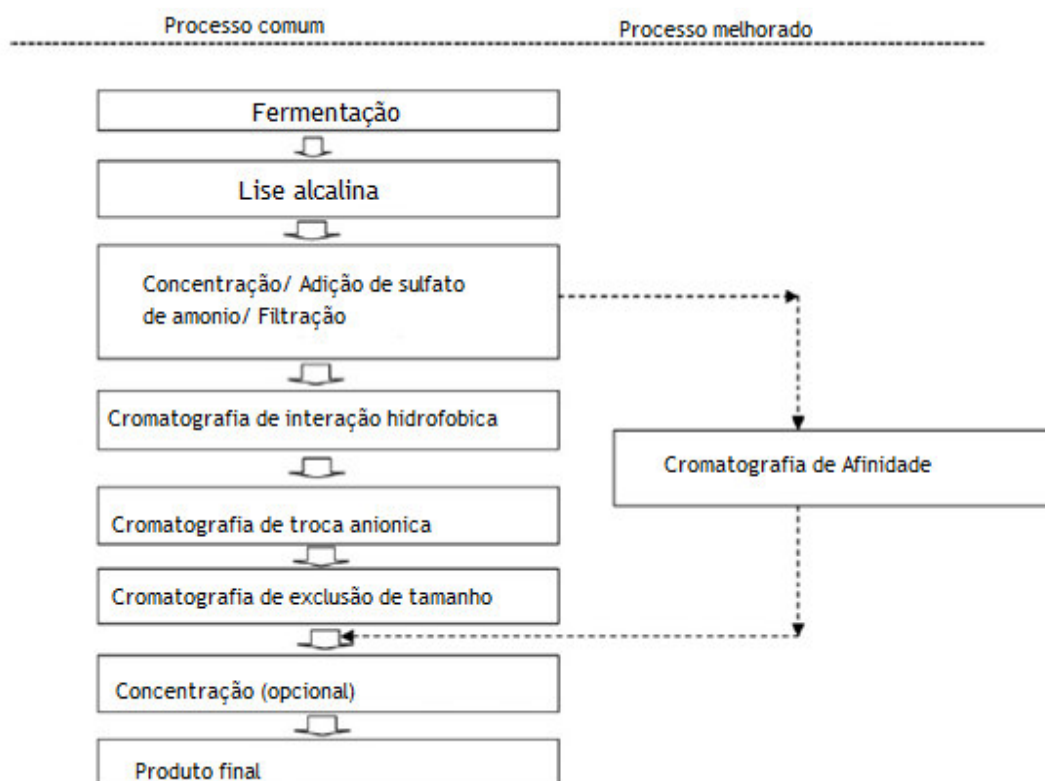 Processo comum
Processo melhorado
Fermentação
Lise alcalina
Concentração/ Adição de sulfato
de amonio/ Filtração
Cromatografia de interação hidrofobica
Cromatografia de Afinidade
Cromatografia de troca anionica
Cromatografia de exclusão de tamanho
Concentração (opcional)
Produto final